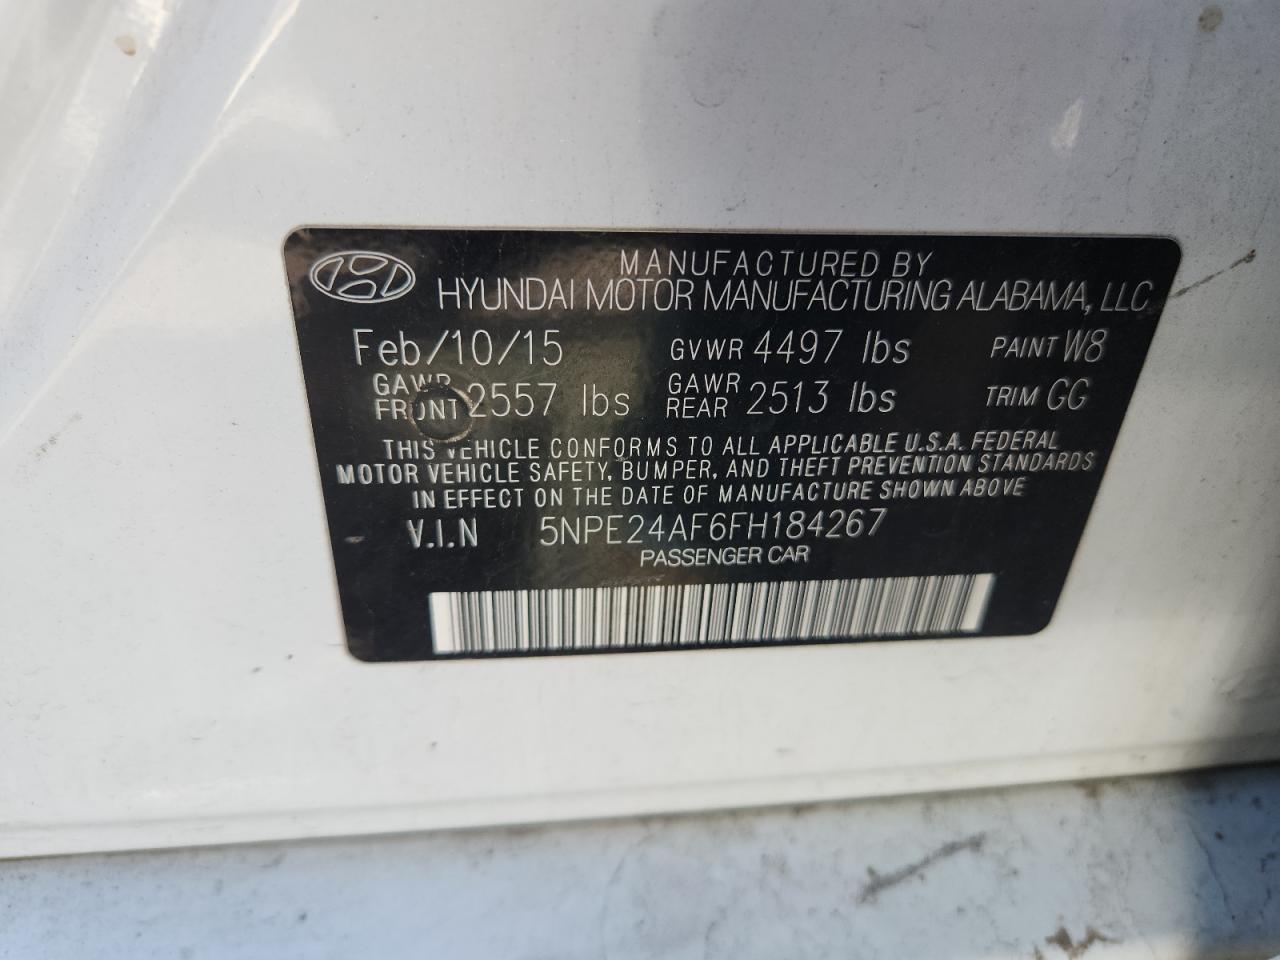 MANUFACTURED BY
HYUNDAI MOTOR MANUFACTURING ALABAMA, LLC
Feb/10/15 GVWR 4497 lbs PAINT W8
GAWR FRONT 2557 lbs GAWR REAR 2513 lbs TRIM GG
THIS VEHICLE CONFORMS TO ALL APPLICABLE U.S.A. FEDERAL
MOTOR VEHICLE SAFETY, BUMPER, AND THEFT PREVENTION STANDARDS
IN EFFECT ON THE DATE OF MANUFACTURE SHOWN ABOVE
V.I.N 5NPE24AF6FH184267
PASSENGER CAR